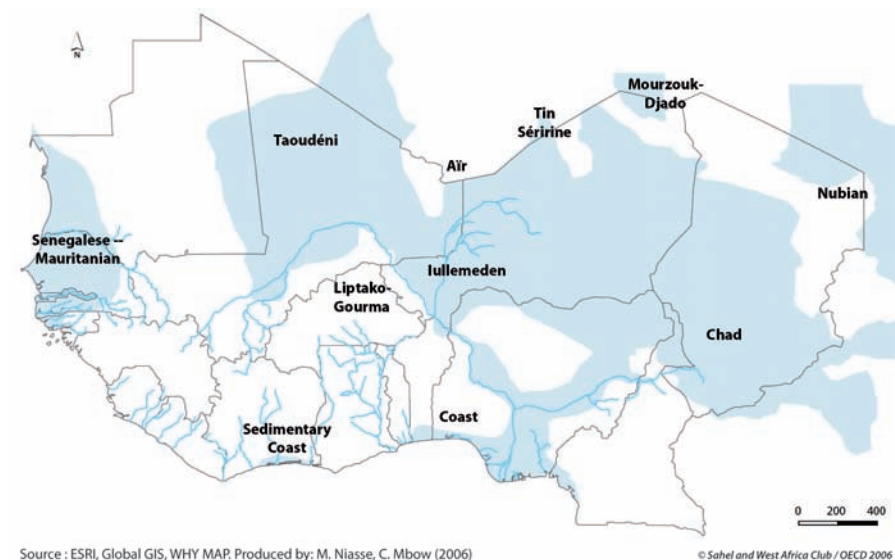 N
Mourzouk-
Djado
Tin
Séririne
Taoudéni
Aïr
Nubian
Senegalese --
Mauritanian
Iullemeden
Liptako-
Gourma
Chad
Coast
Sedimentary
Coast
0 200 400
Source : ESRI, Global GIS, WHY MAP. Produced by: M. Niasse, C. Mbow (2006)
© Sahel and West Africa Club / OECD 2006